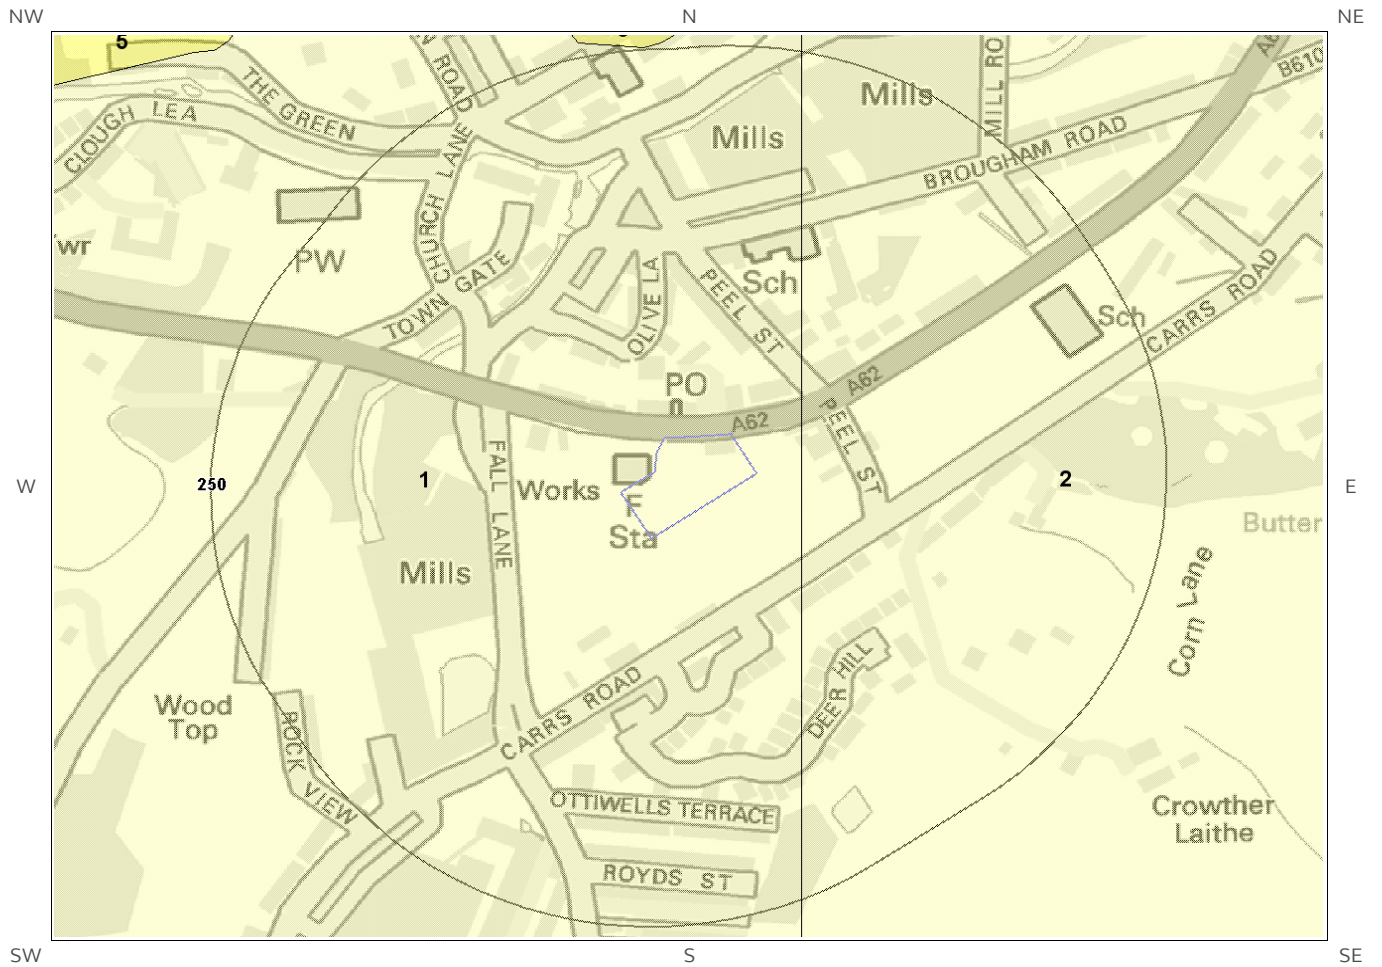 NW
N
NE
5
N ROAD
MILL RO
B610
THE GREEN
CLOUGH LEA
Mills
Mills
CHURCH LANE
BROUGHAM ROAD
wr
PW
TOWN GATE
OLIVE LA
PEEL ST
Sch
Sch
CARRS ROAD
PO
A62
A62
PEEL ST
W
250
1
FALL LANE
Works
F
Sta
2
E
Butter
Mills
Corn Lane
Wood
Top
ROCK VIEW
CARRS ROAD
DEER HILL
OTTIWELLS TERRACE
Crowther
Laithe
ROYDS ST
SW
S
SE